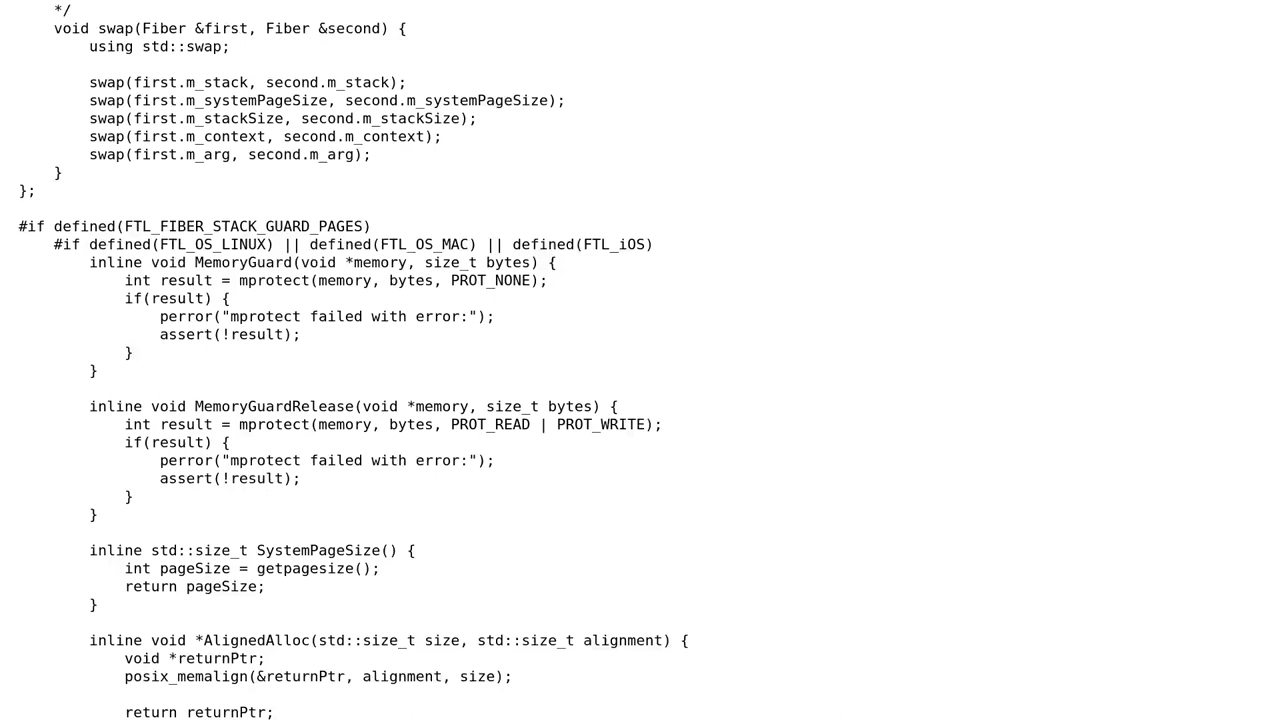 */
void swap(Fiber &first, Fiber &second) {
using std::swap;
swap(first.m_stack, second.m_stack);
swap(first.m_systemPageSize, second.m_systemPageSize);
swap(first.m_stackSize, second.m_stackSize);
swap(first.m_context, second.m_context);
swap(first.m_arg, second.m_arg);
}
};
#if defined(FTL_FIBER_STACK_GUARD_PAGES)
#if defined(FTL_OS_LINUX) || defined(FTL_OS_MAC) || defined(FTL_iOS)
inline void MemoryGuard(void *memory, size_t bytes) {
int result = mprotect(memory, bytes, PROT_NONE);
if(result) {
perror("mprotect failed with error:");
assert(!result);
}
}
inline void MemoryGuardRelease(void *memory, size_t bytes) {
int result = mprotect(memory, bytes, PROT_READ | PROT_WRITE);
if(result) {
perror("mprotect failed with error:");
assert(!result);
}
}
inline std::size_t SystemPageSize() {
int pageSize = getpagesize();
return pageSize;
}
inline void *AlignedAlloc(std::size_t size, std::size_t alignment) {
void *returnPtr;
posix_memalign(&returnPtr, alignment, size);
return returnPtr;